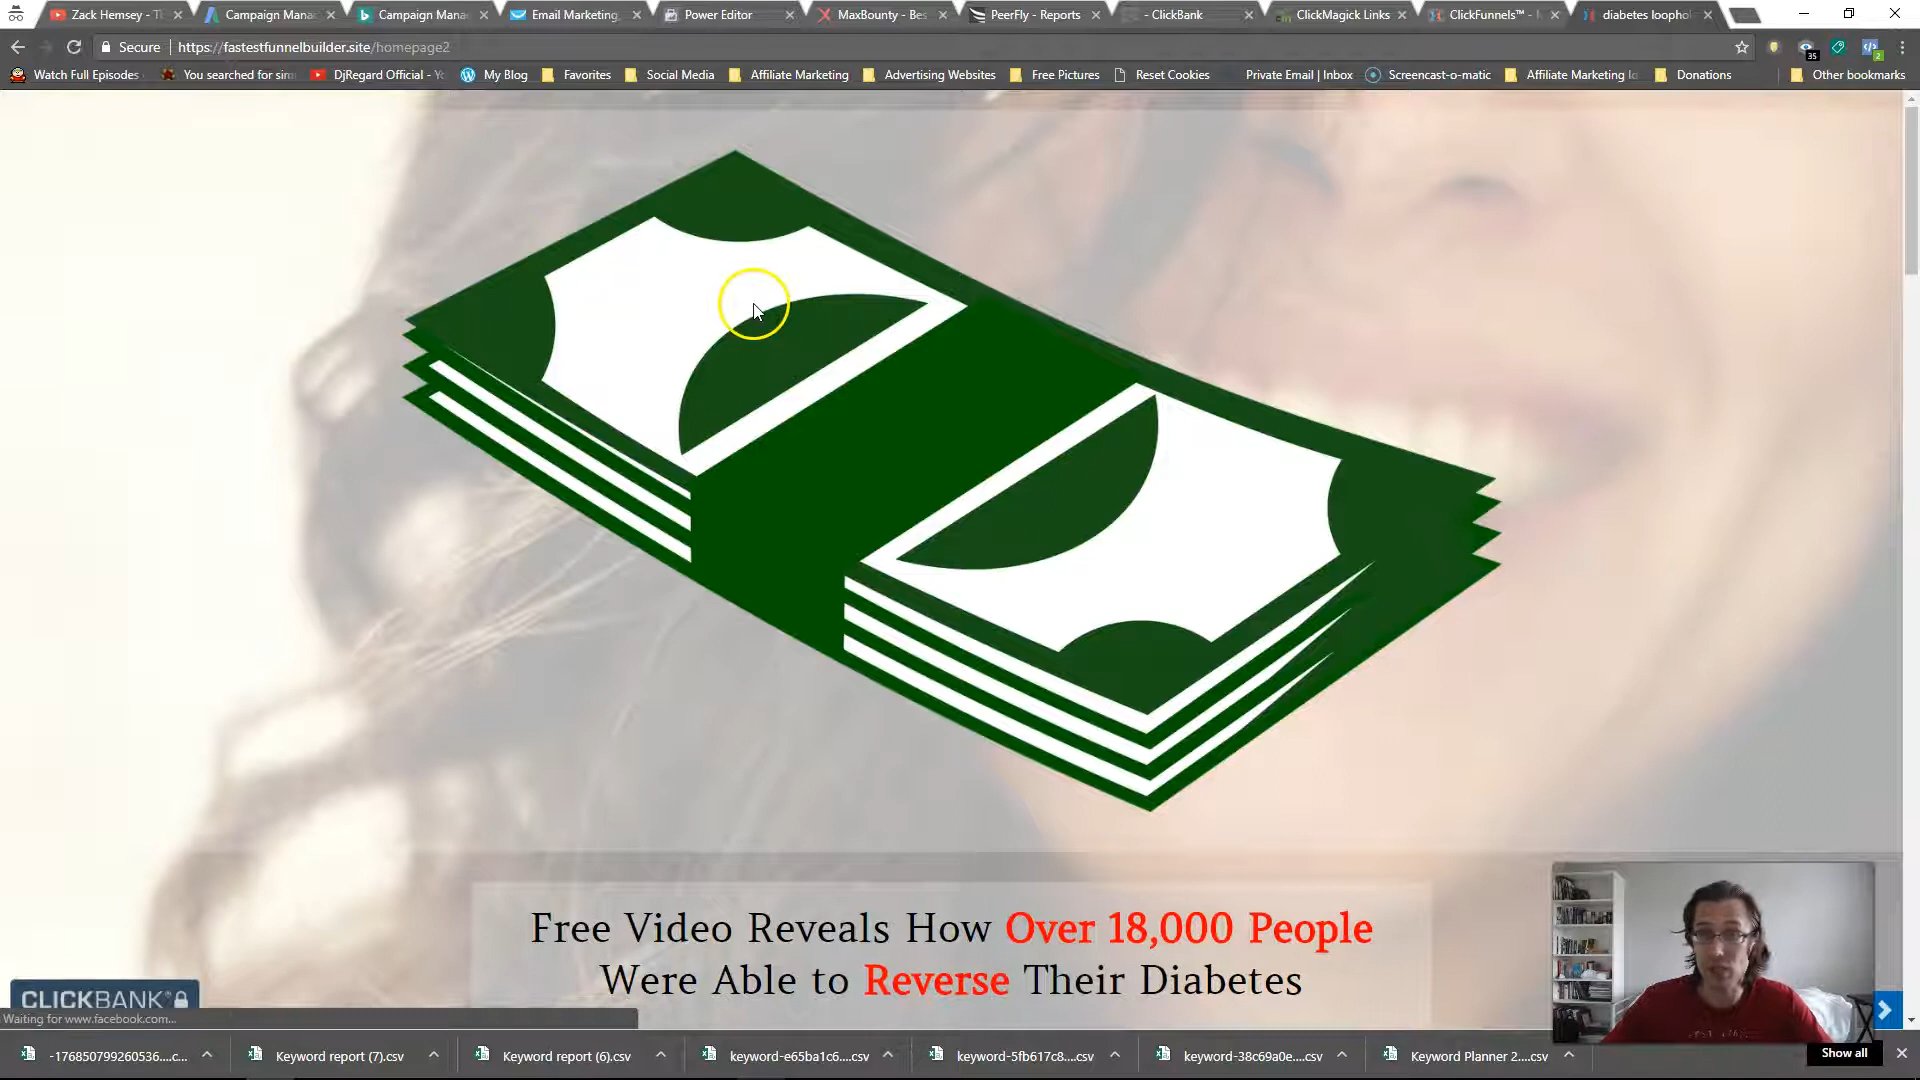 Zack Hemsey - Th
Campaign Mana
Campaign Mana
Email Marketing
Power Editor
MaxBounty - Bes
PeerFly - Reports
- ClickBank
ClickMagick Links
ClickFunnels™ -
diabetes loophol
Secure
https://fastestfunnelbuilder.site/homepage2
35
2
Watch Full Episodes
You searched for sim
DjRegard Official - Yo
My Blog
Favorites
Social Media
Affiliate Marketing
Advertising Websites
Free Pictures
Reset Cookies
Private Email | Inbox
Screencast-o-matic
Affiliate Marketing Id
Donations
Other bookmarks
Free Video Reveals How Over 18,000 People
Were Able to Reverse Their Diabetes
CLICKBANK®
Waiting for www.facebook.com...
-176850799260536....c...
Keyword report (7).csv
Keyword report (6).csv
keyword-e65ba1c6....csv
keyword-5fb617c8....csv
keyword-38c69a0e....csv
Keyword Planner 2....csv
Show all